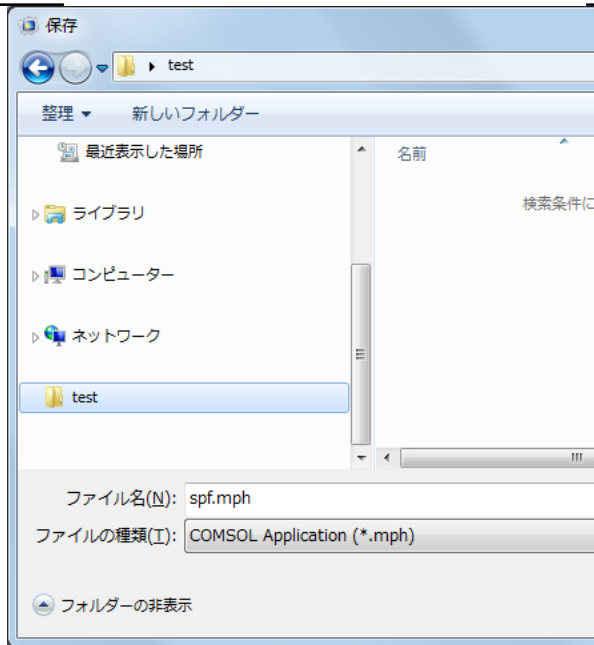 保存
test
整理 新しいフォルダー
最近表示した場所
名前
検索条件に
ライブラリ
コンピューター
ネットワーク
test
ファイル名(N): spf.mph
ファイルの種類(T): COMSOL Application (*.mph)
フォルダーの非表示